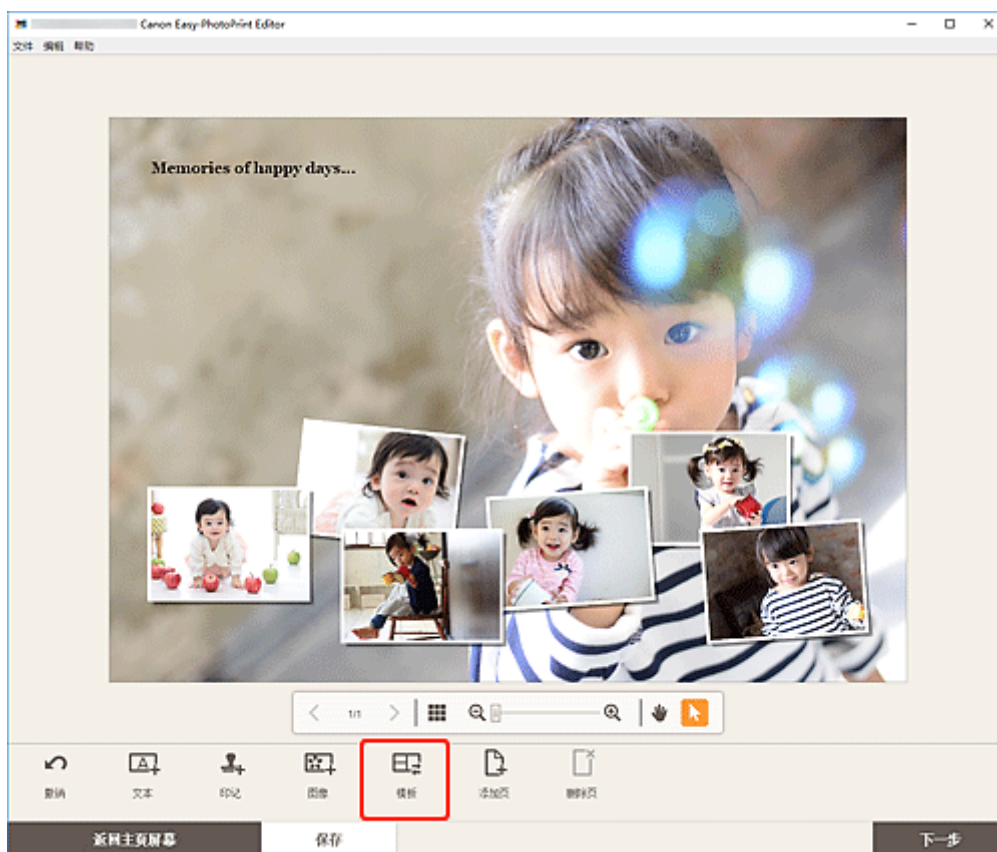 Canon Easy-PhotoPrint Editor
文件 编辑 帮助
Memories of happy days...
1/1
撤销 文本 印记 图像 模板 添加页 删除页
返回主页屏幕 保存 下一步